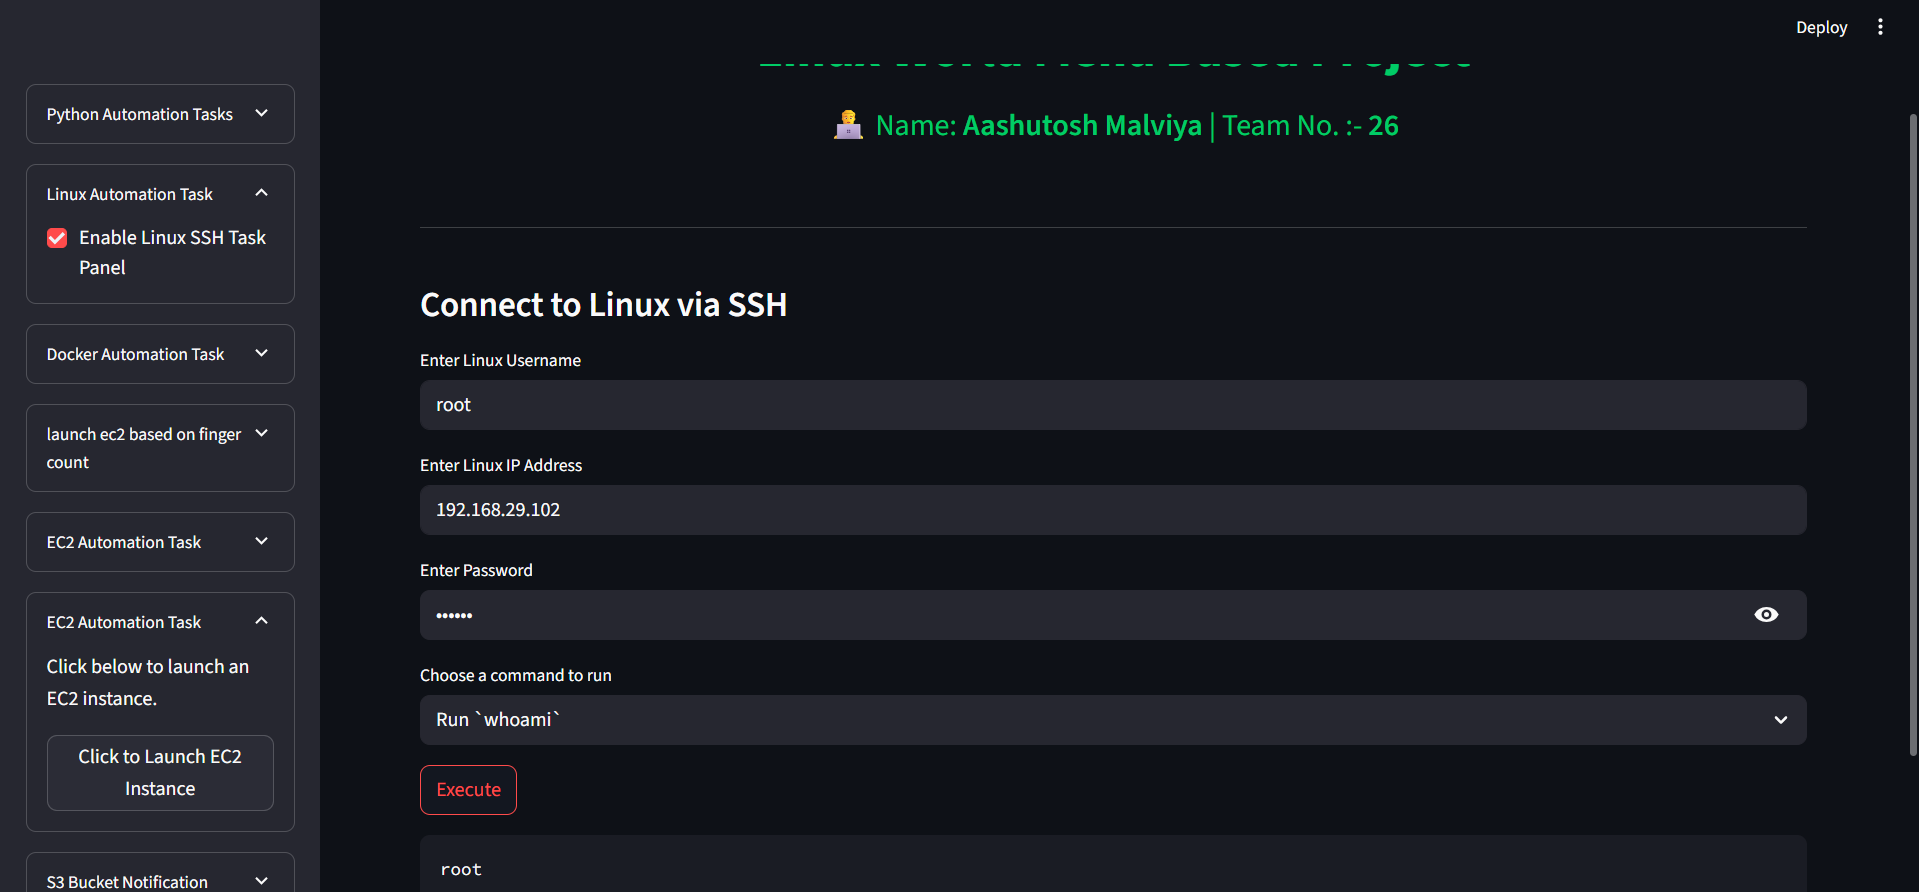 Deploy
Python Automation Tasks
Linux Automation Task
Enable Linux SSH Task
Panel
Docker Automation Task
launch ec2 based on finger
count
EC2 Automation Task
EC2 Automation Task
Click below to launch an
EC2 instance.
Click to Launch EC2
Instance
S3 Bucket Notification
Name: Aashutosh Malviya | Team No. :- 26
Connect to Linux via SSH
Enter Linux Username
root
Enter Linux IP Address
192.168.29.102
Enter Password
••••••
Choose a command to run
Run `whoami`
Execute
root